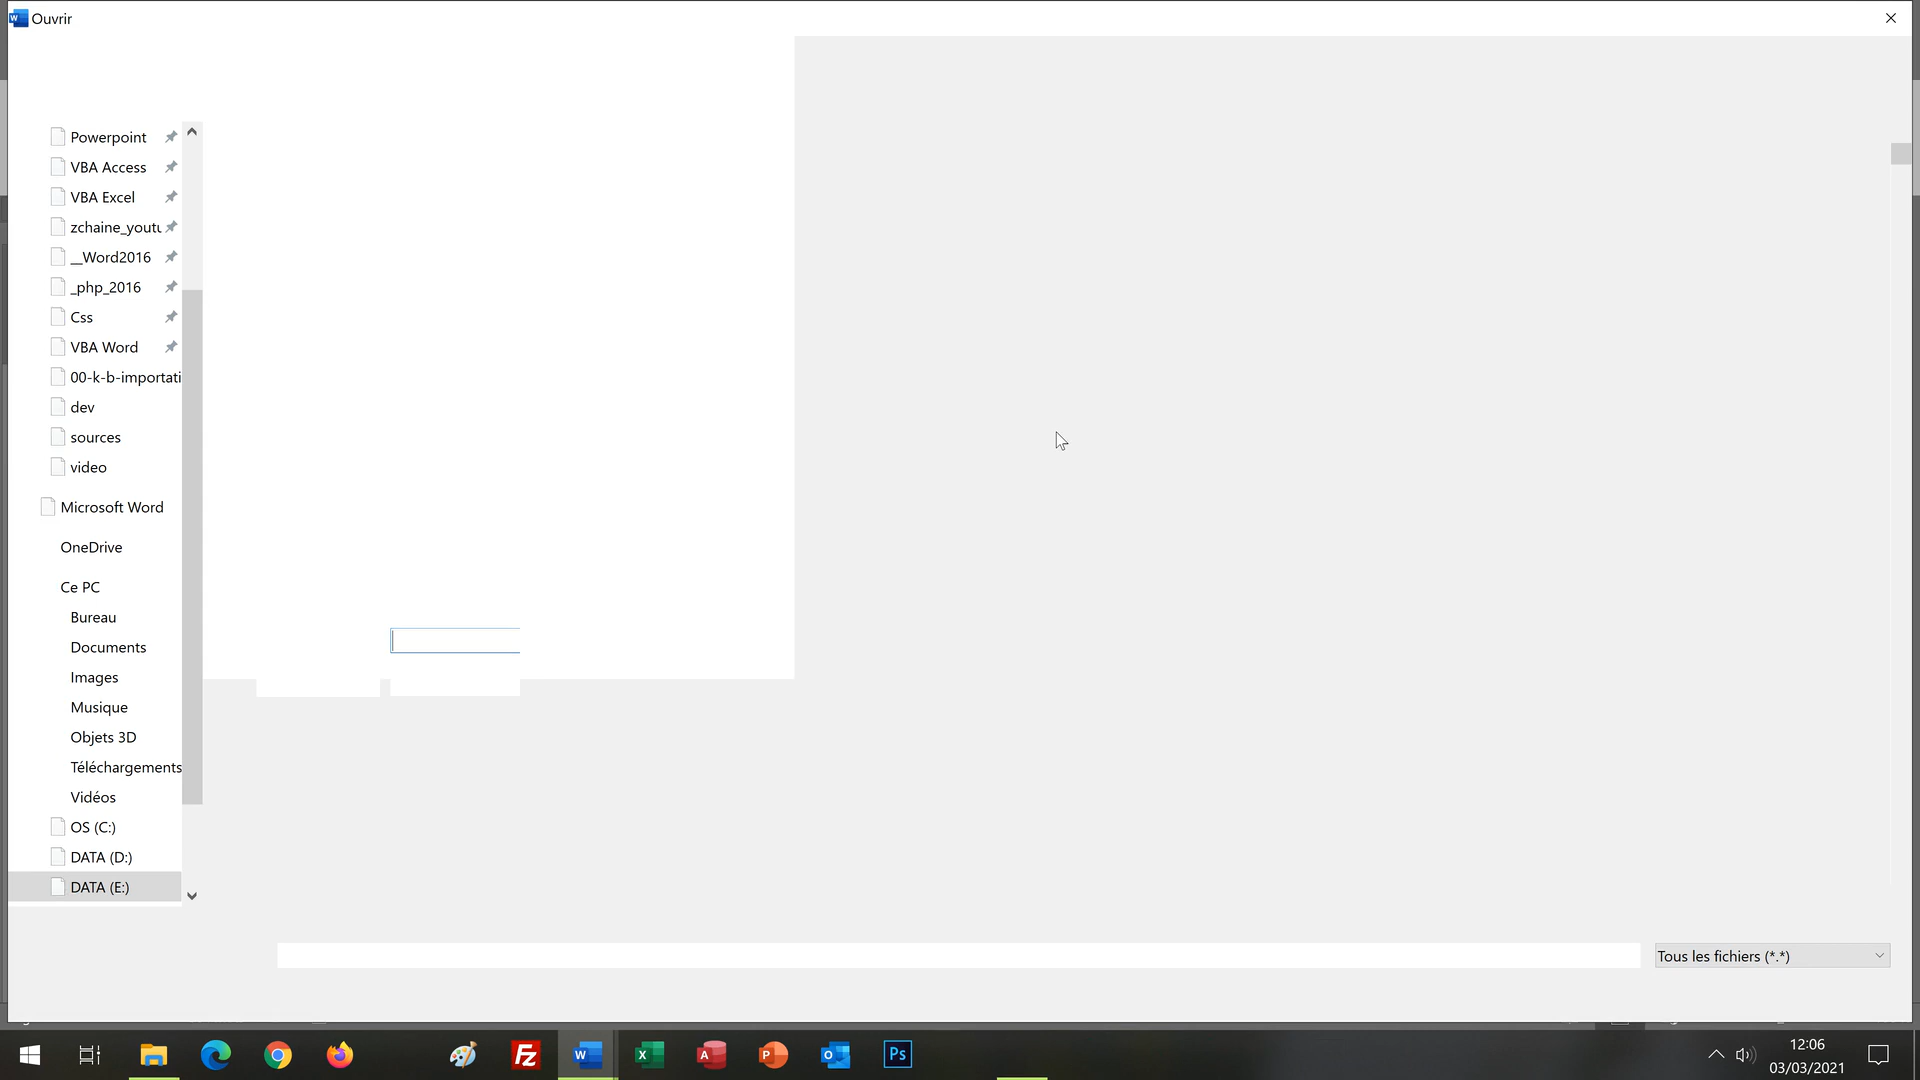 Ouvrir
Powerpoint
VBA Access
VBA Excel
zchaine_youtu
__Word2016
_php_2016
Css
VBA Word
00-k-b-importati
dev
sources
video
Microsoft Word
OneDrive
Ce PC
Bureau
Documents
Images
Musique
Objets 3D
Téléchargements
Vidéos
OS (C:)
DATA (D:)
DATA (E:)
Tous les fichiers (*.*)
12:06
03/03/2021